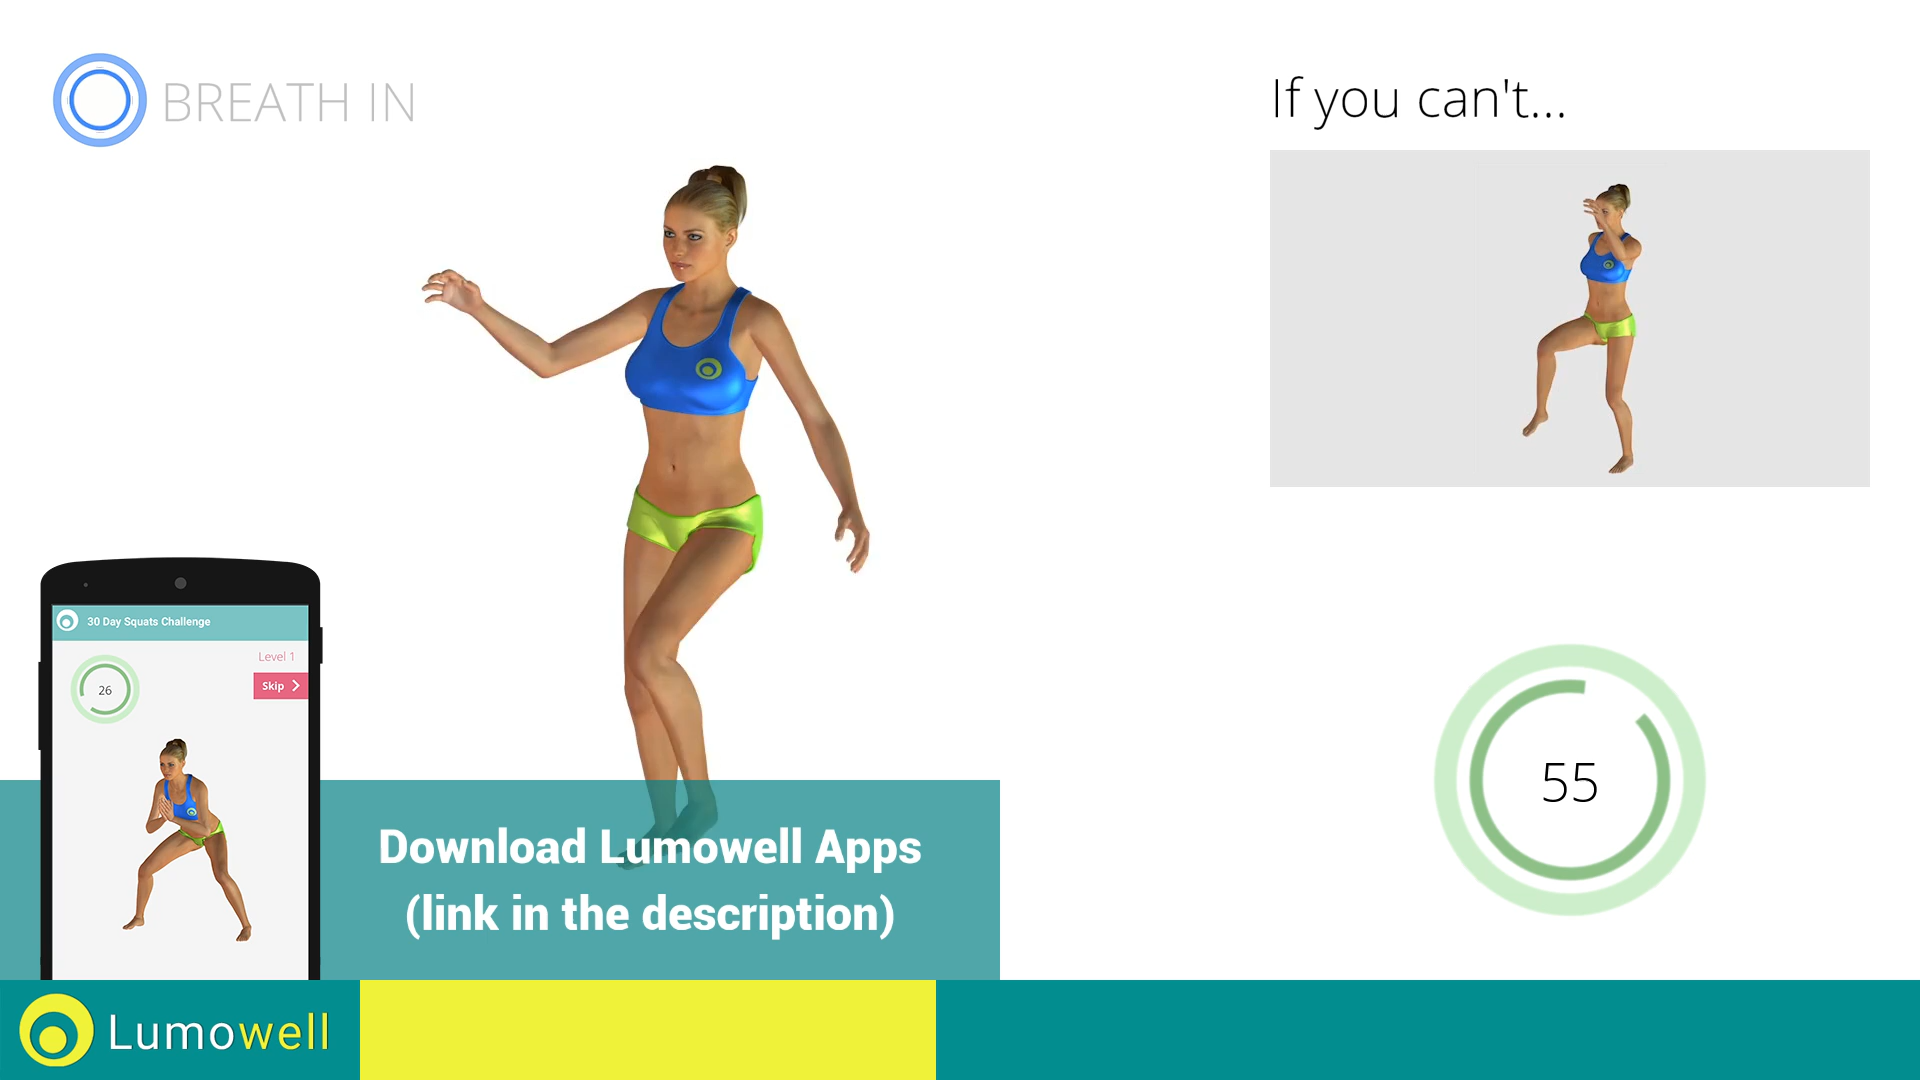 BREATH IN
If you can't...
30 Day Squats Challenge
Level 1
26
Skip
55
Download Lumowell Apps
(link in the description)
Lumowell